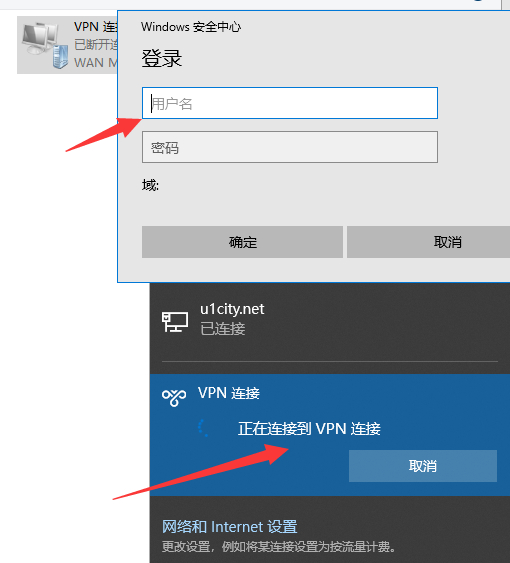 VPN 连
已断开连
WAN M
Windows 安全中心
登录
用户名
密码
域:
确定
取消
u1city.net
已连接
VPN 连接
正在连接到 VPN 连接
取消
网络和 Internet 设置
更改设置，例如将某连接设置为按流量计费。